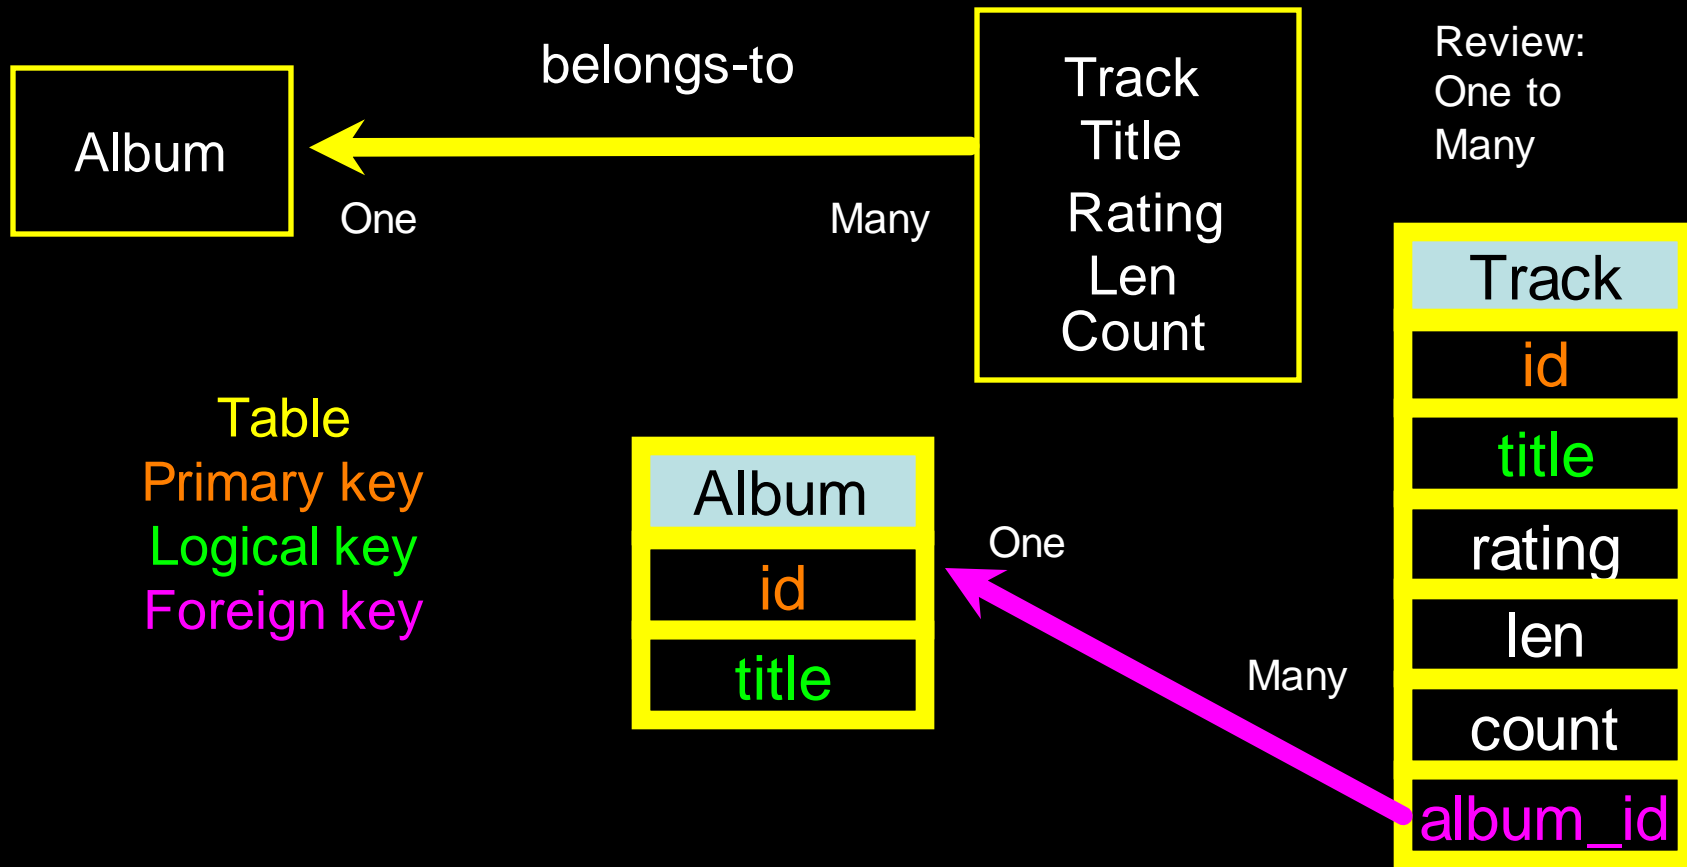 belongs-to
Album
One
Many
Track
Title
Rating
Len
Count
Review:
One to
Many
Table
Primary key
Logical key
Foreign key
Album
id
title
One
Many
Track
id
title
rating
len
count
album_id